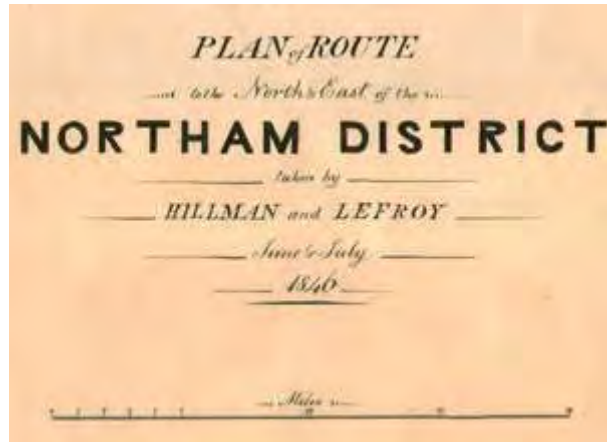 PLAN of ROUTE
to the North & East of the
NORTHAM DISTRICT
taken by
HILLMAN and LEFROY
June & July
1846
Miles